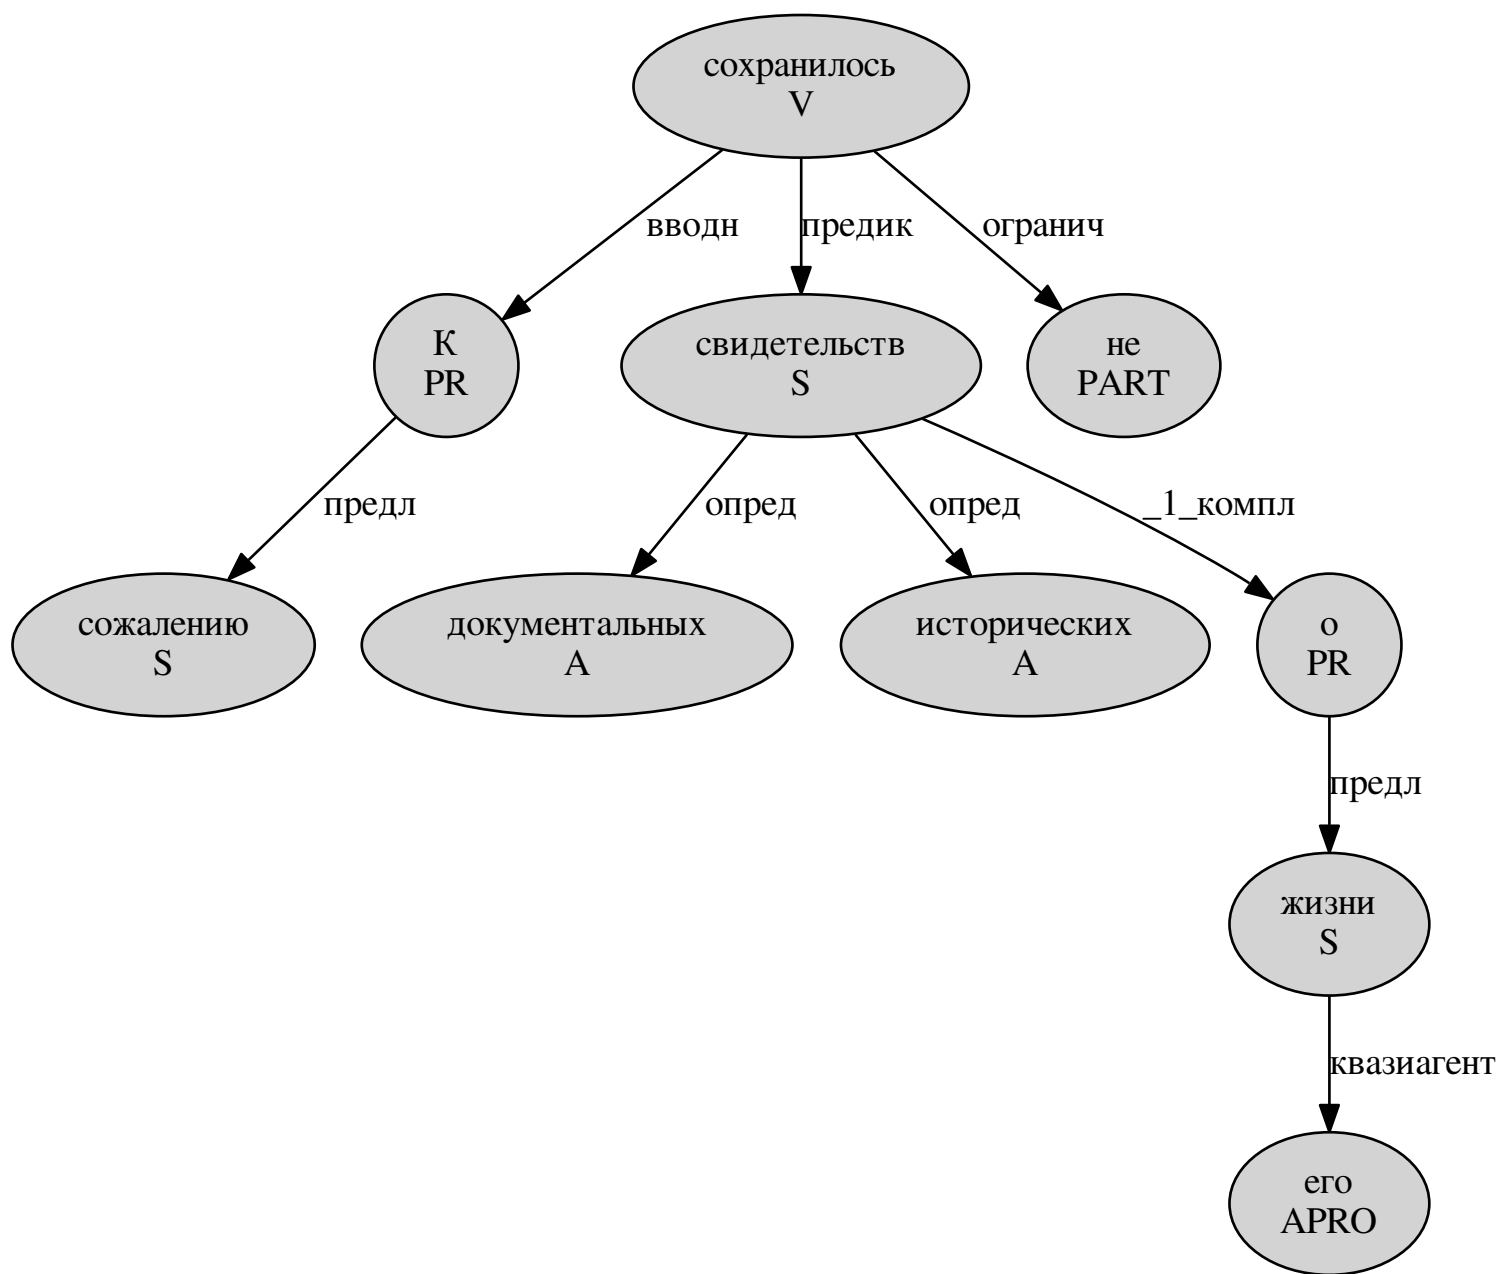 сохранилось
V
вводн
предик
огранич
К
PR
свидетельств
S
не
PART
предл
опред
опред
_1_компл
сожалению
S
документальных
A
исторических
A
о
PR
предл
жизни
S
квазиагент
его
APRO